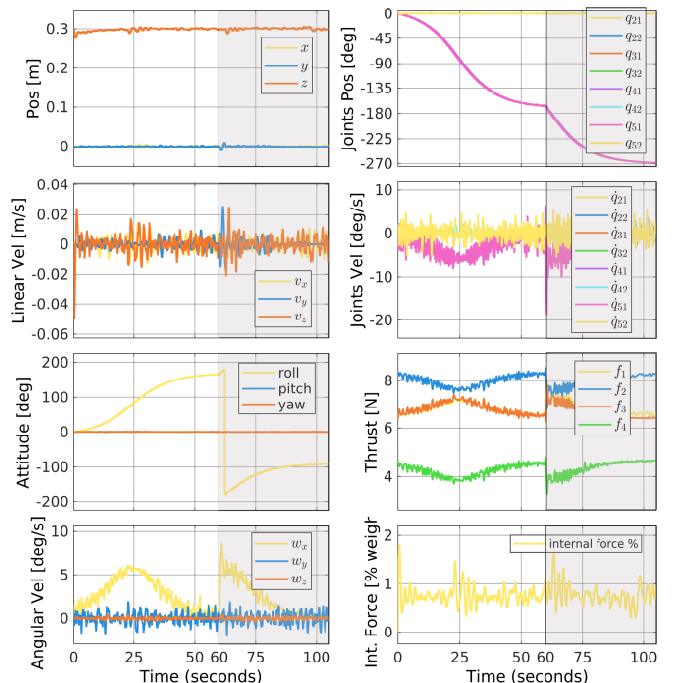 Pos [m]
0.3
0.2
0.1
0
x
y
z
Joints Pos [deg]
0
-45
-90
-135
-180
-225
-270
q21
q22
q31
q32
q41
q42
q51
q52
Linear Vel [m/s]
0.04
0.02
0
-0.02
-0.04
-0.06
vx
vy
vz
Joints Vel [deg/s]
10
0
-10
-20
q̇21
q̇22
q̇31
q̇32
q̇41
q̇42
q̇51
q̇52
Attitude [deg]
200
100
0
-100
-200
roll
pitch
yaw
Thrust [N]
8
6
4
f1
f2
f3
f4
Angular Vel [deg/s]
10
5
0
wx
wy
wz
0 25 50 60 75 100
Time (seconds)
Int. Force [% weigh
2
1
0
internal force %
0 25 50 60 75 100
Time (seconds)